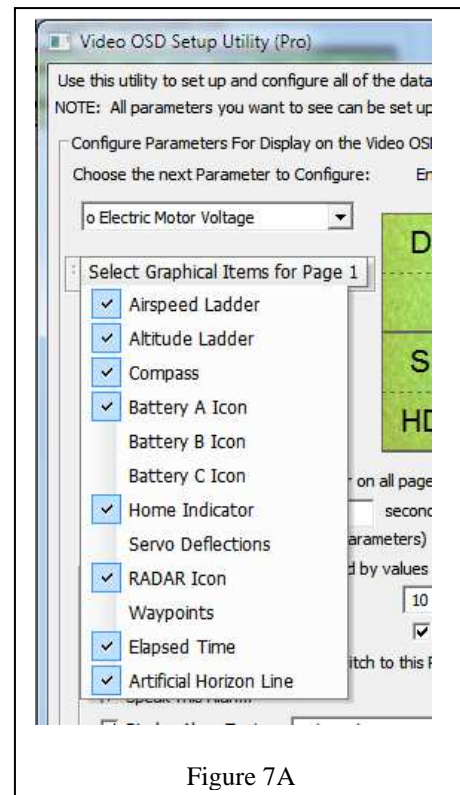 Video OSD Setup Utility (Pro)
Use this utility to set up and configure all of the data
NOTE: All parameters you want to see can be set up
Configure Parameters For Display on the Video OSI
Choose the next Parameter to Configure: En
o Electric Motor Voltage
D
Select Graphical Items for Page 1
Airspeed Ladder
Altitude Ladder
Compass
S
Battery A Icon
HD
Battery B Icon
Battery C Icon
on all page
Home Indicator
second
Servo Deflections
arameters)
RADAR Icon
d by values
Waypoints
10
Elapsed Time
itch to this
Artificial Horizon Line
Figure 7A